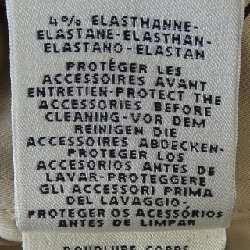 4% ELASTHANNE-
ELASTANE-ELASTHAN-
ELASTANO-ELASTAN
PROTÉGER LES
ACCESSOIRES AVANT
ENTRETIEN-PROTECT THE
ACCESSORIES BEFORE
CLEANING-VOR DEM
REINIGEN DIE
ACCESSOIRES ABDECKEN-
PROTEGER LOS
ACCESORIOS ANTES DE
LAVAR-PROTEGGERE
GLI ACCESSORI PRIMA
DEL LAVAGGIO.
PROTEGER OS ACESSÓRIOS
ANTES DE LIMPAR
DOUBLURE CORPS